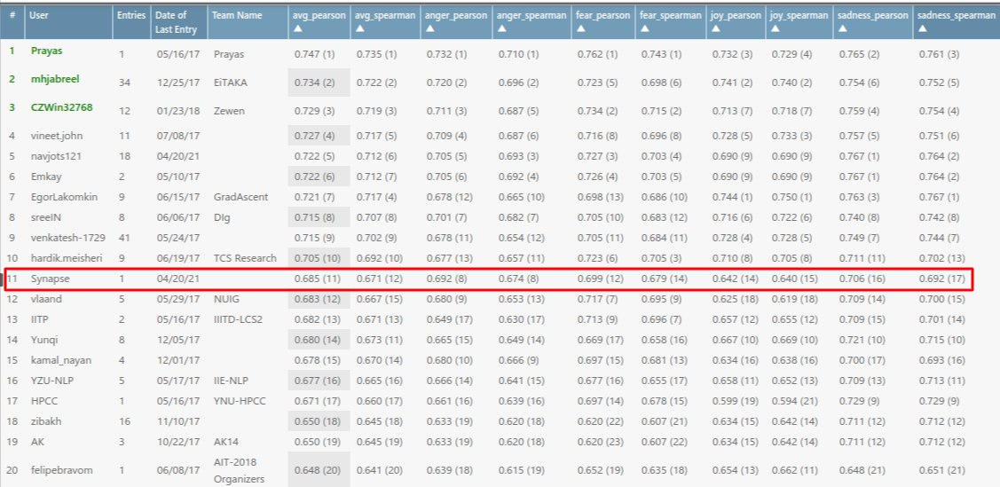 # User Entries Date of Last Entry Team Name avg_pearson ▲ avg_spearman ▲ anger_pearson ▲ anger_spearman ▲ fear_pearson ▲ fear_spearman ▲ joy_pearson ▲ joy_spearman ▲ sadness_pearson ▲ sadness_spearman ▲
1 Prayas 1 05/16/17 Prayas 0.747 (1) 0.735 (1) 0.732 (1) 0.710 (1) 0.762 (1) 0.743 (1) 0.732 (3) 0.729 (4) 0.765 (2) 0.761 (3)
2 mhjabreel 34 12/25/17 EiTAKA 0.734 (2) 0.722 (2) 0.720 (2) 0.696 (2) 0.723 (5) 0.698 (6) 0.741 (2) 0.740 (2) 0.754 (6) 0.752 (5)
3 CZWin32768 12 01/23/18 Zewen 0.729 (3) 0.719 (3) 0.711 (3) 0.687 (5) 0.734 (2) 0.715 (2) 0.713 (7) 0.718 (7) 0.759 (4) 0.754 (4)
4 vineet.john 11 07/08/17 0.727 (4) 0.717 (5) 0.709 (4) 0.687 (6) 0.716 (8) 0.696 (8) 0.728 (5) 0.733 (3) 0.757 (5) 0.751 (6)
5 navjots121 18 04/20/21 0.722 (5) 0.712 (6) 0.705 (5) 0.693 (3) 0.727 (3) 0.703 (4) 0.690 (9) 0.690 (9) 0.767 (1) 0.764 (2)
6 Emkay 2 05/10/17 0.722 (6) 0.712 (7) 0.705 (6) 0.692 (4) 0.726 (4) 0.703 (5) 0.690 (9) 0.690 (9) 0.767 (1) 0.764 (2)
7 EgorLakomkin 9 06/15/17 GradAscent 0.721 (7) 0.717 (4) 0.678 (12) 0.665 (10) 0.698 (13) 0.686 (10) 0.744 (1) 0.750 (1) 0.763 (3) 0.767 (1)
8 sreeIN 8 06/06/17 DIg 0.715 (8) 0.707 (8) 0.701 (7) 0.682 (7) 0.705 (10) 0.683 (12) 0.716 (6) 0.722 (6) 0.740 (8) 0.742 (8)
9 venkatesh-1729 41 05/24/17 0.715 (9) 0.702 (9) 0.678 (11) 0.654 (12) 0.705 (11) 0.684 (11) 0.728 (4) 0.728 (5) 0.749 (7) 0.744 (7)
10 hardik.meisheri 9 06/19/17 TCS Research 0.705 (10) 0.692 (10) 0.677 (13) 0.657 (11) 0.723 (6) 0.705 (3) 0.710 (8) 0.705 (8) 0.711 (11) 0.702 (13)
11 Synapse 1 04/20/21 0.685 (11) 0.671 (12) 0.692 (8) 0.674 (8) 0.699 (12) 0.679 (14) 0.642 (14) 0.640 (15) 0.706 (16) 0.692 (17)
12 vlaand 5 05/29/17 NUIG 0.683 (12) 0.667 (15) 0.680 (9) 0.653 (13) 0.717 (7) 0.695 (9) 0.625 (18) 0.619 (18) 0.709 (14) 0.700 (15)
13 IITP 2 05/16/17 IIITD-LCS2 0.682 (13) 0.671 (13) 0.649 (17) 0.630 (17) 0.713 (9) 0.696 (7) 0.657 (12) 0.655 (12) 0.709 (15) 0.701 (14)
14 Yunqi 8 12/05/17 0.680 (14) 0.673 (11) 0.665 (15) 0.649 (14) 0.669 (17) 0.658 (16) 0.667 (10) 0.669 (10) 0.721 (10) 0.715 (10)
15 kamal_nayan 4 12/01/17 0.678 (15) 0.670 (14) 0.680 (10) 0.666 (9) 0.697 (15) 0.681 (13) 0.634 (16) 0.638 (16) 0.700 (17) 0.693 (16)
16 YZU-NLP 5 05/17/17 IIE-NLP 0.677 (16) 0.665 (16) 0.666 (14) 0.641 (15) 0.677 (16) 0.655 (17) 0.658 (11) 0.652 (13) 0.709 (13) 0.713 (11)
17 HPCC 1 05/16/17 YNU-HPCC 0.671 (17) 0.660 (17) 0.661 (16) 0.639 (16) 0.697 (14) 0.678 (15) 0.599 (19) 0.594 (21) 0.729 (9) 0.729 (9)
18 zibakh 16 11/10/17 0.650 (18) 0.645 (18) 0.633 (19) 0.620 (18) 0.620 (22) 0.607 (21) 0.634 (15) 0.642 (14) 0.711 (12) 0.712 (12)
19 AK 3 10/22/17 AK14 0.650 (19) 0.645 (19) 0.633 (19) 0.620 (18) 0.620 (23) 0.607 (22) 0.634 (15) 0.642 (14) 0.711 (12) 0.712 (12)
20 felipebravom 1 06/08/17 AIT-2018 Organizers 0.648 (20) 0.641 (20) 0.639 (18) 0.615 (19) 0.652 (19) 0.635 (18) 0.654 (13) 0.662 (11) 0.648 (21) 0.651 (21)